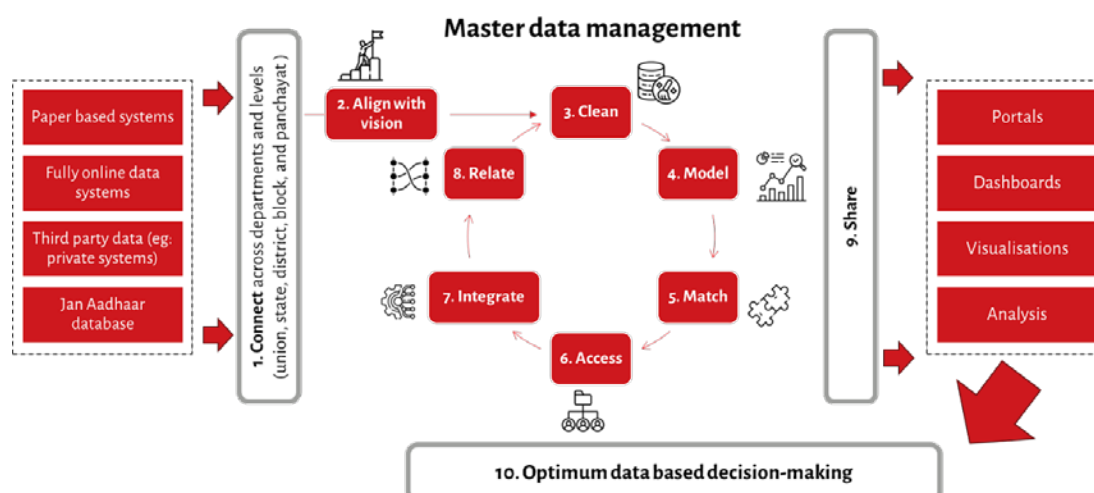 Master data management
Paper based systems
Fully online data
systems
Third party data (eg:
private systems)
Jan Aadhaar
database
1. Connect across departments and levels
(union, state, district, block, and panchayat )
2. Align with
vision
3. Clean
4. Model
5. Match
6. Access
7. Integrate
8. Relate
9. Share
Portals
Dashboards
Visualisations
Analysis
10. Optimum data based decision-making